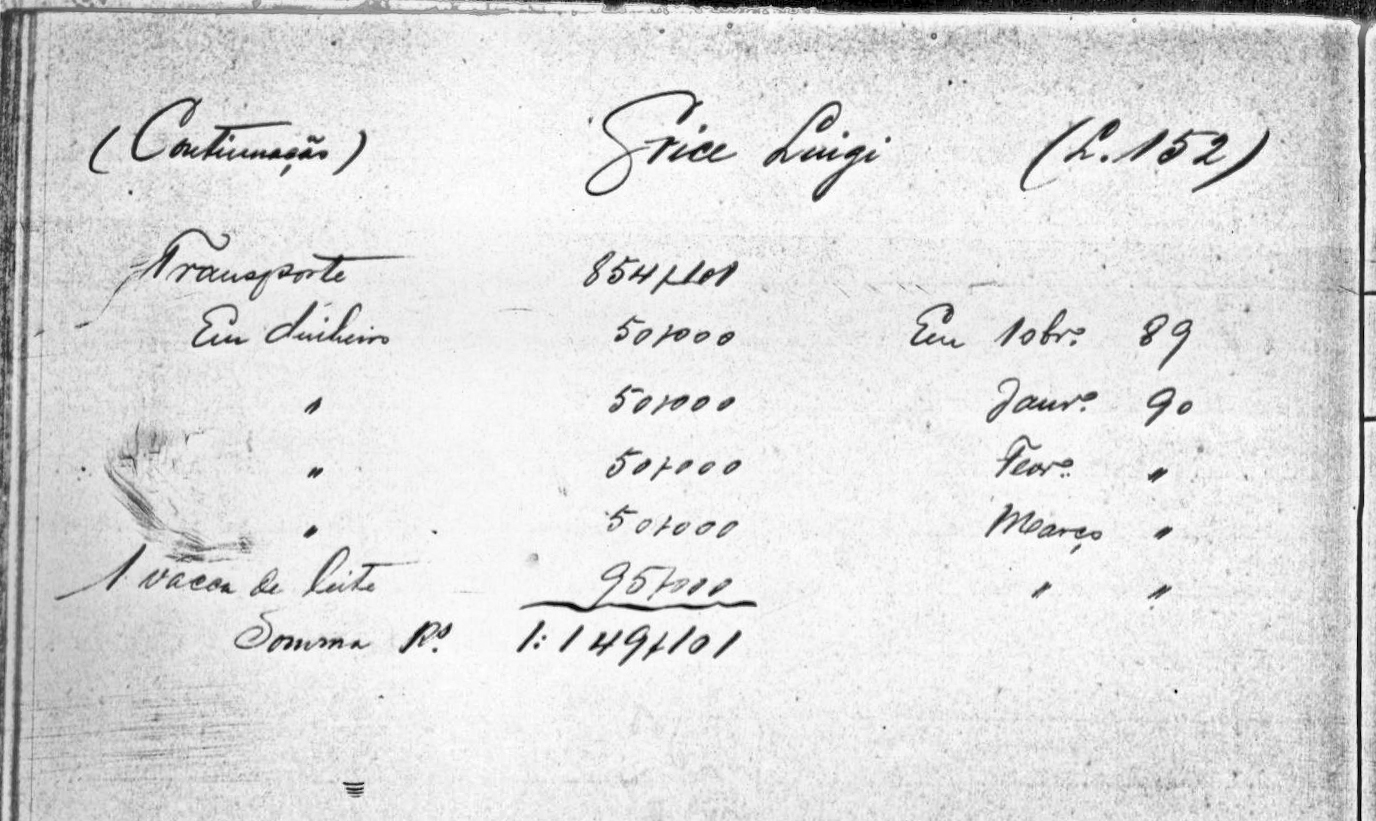 (Continuação) Grice Luigi (L. 152)
Transporte 854$101
Em dinheiro 50$000 Em 10brº 89
" 50$000 Janrº 90
" 50$000 Fevrº "
" 50$000 Março "
1 vacca de leite 95$000 " "
Somma Rs. 1:149$101